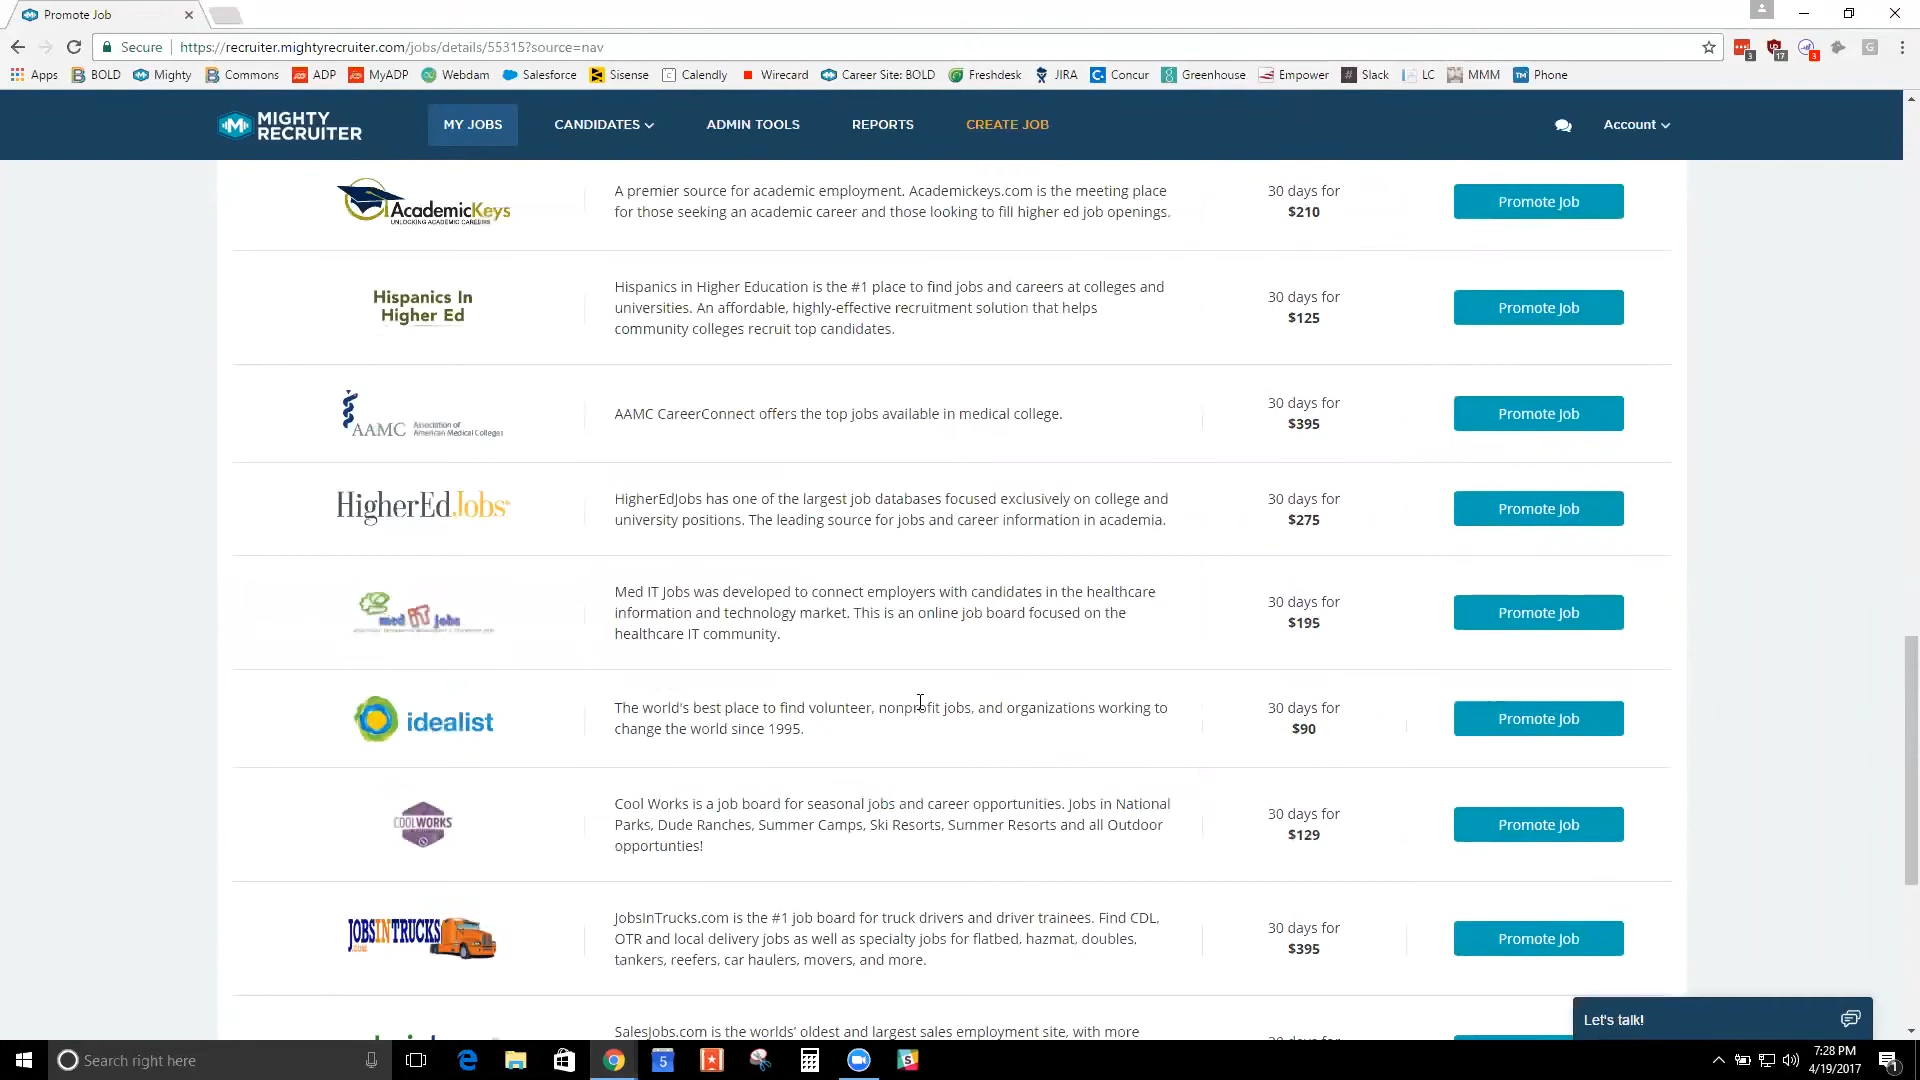 Promote Job
Secure https://recruiter.mightyrecruiter.com/jobs/details/55315?source=nav
Apps BOLD Mighty Commons ADP MyADP Webdam Salesforce Sisense Calendly Wirecard Career Site: BOLD Freshdesk JIRA Concur Greenhouse Empower Slack LC MMM Phone
MIGHTY
RECRUITER
MY JOBS CANDIDATES ADMIN TOOLS REPORTS CREATE JOB Account
AcademicKeys
UNLOCKING ACADEMIC CAREERS
A premier source for academic employment. Academickeys.com is the meeting place
for those seeking an academic career and those looking to fill higher ed job openings.
30 days for
$210
Promote Job
Hispanics In
Higher Ed
Hispanics in Higher Education is the #1 place to find jobs and careers at colleges and
universities. An affordable, highly-effective recruitment solution that helps
community colleges recruit top candidates.
30 days for
$125
Promote Job
AAMC
Association of
American Medical Colleges
AAMC CareerConnect offers the top jobs available in medical college.
30 days for
$395
Promote Job
HigherEdJobs
HigherEdJobs has one of the largest job databases focused exclusively on college and
university positions. The leading source for jobs and career information in academia.
30 days for
$275
Promote Job
med IT jobs
Med IT Jobs was developed to connect employers with candidates in the healthcare
information and technology market. This is an online job board focused on the
healthcare IT community.
30 days for
$195
Promote Job
idealist
The world's best place to find volunteer, nonprofit jobs, and organizations working to
change the world since 1995.
30 days for
$90
Promote Job
COOLWORKS
Cool Works is a job board for seasonal jobs and career opportunities. Jobs in National
Parks, Dude Ranches, Summer Camps, Ski Resorts, Summer Resorts and all Outdoor
opportunties!
30 days for
$129
Promote Job
JOBSINTRUCKS
.COM
JobsInTrucks.com is the #1 job board for truck drivers and driver trainees. Find CDL,
OTR and local delivery jobs as well as specialty jobs for flatbed, hazmat, doubles,
tankers, reefers, car haulers, movers, and more.
30 days for
$395
Promote Job
SalesJobs.com is the worlds' oldest and largest sales employment site, with more
30 days for
Let's talk!
Search right here
7:28 PM
4/19/2017